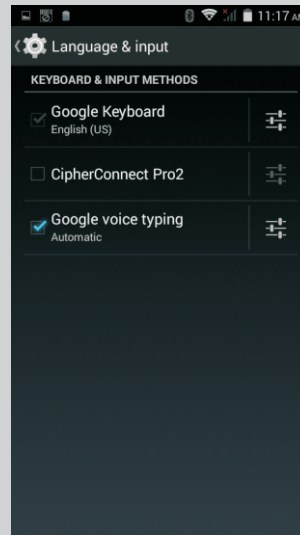 11:17 AM
Language & input
KEYBOARD & INPUT METHODS
Google Keyboard
English (US)
CipherConnect Pro2
Google voice typing
Automatic